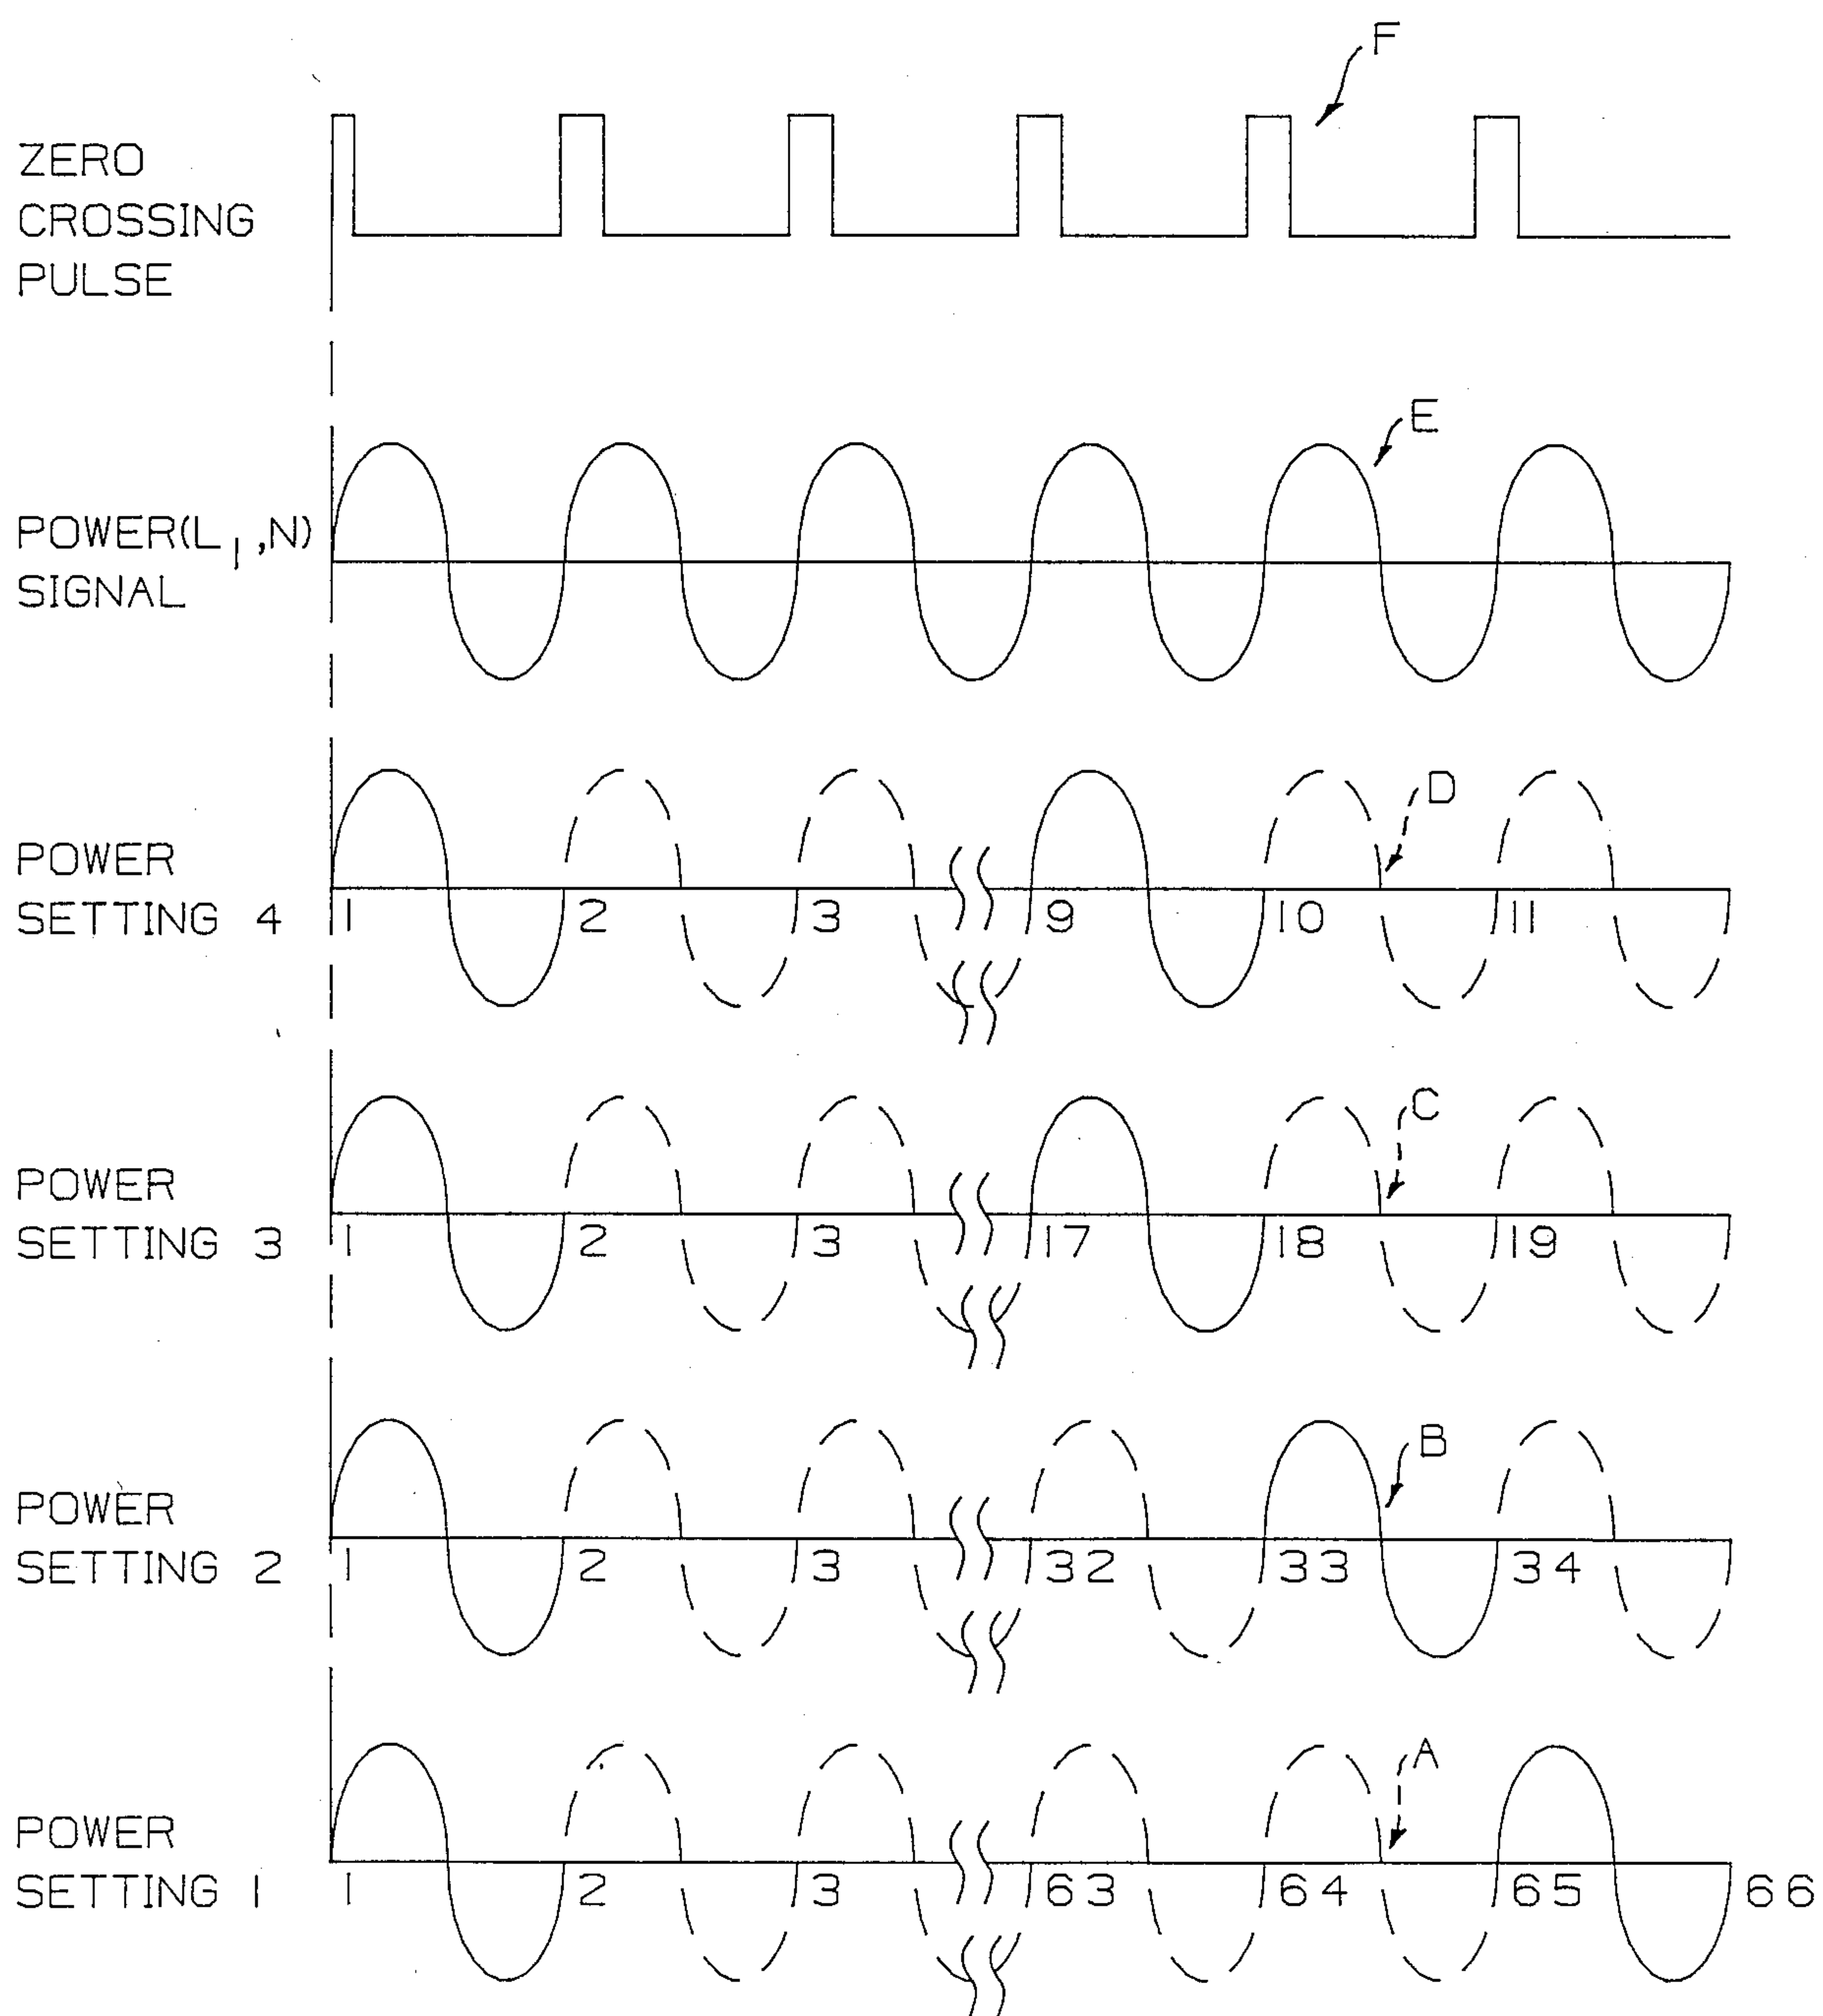 F
ZERO
CROSSING
PULSE
E
POWER(L1,N)
SIGNAL
D
POWER
SETTING 4
1 2 3 9 10 11
C
POWER
SETTING 3
1 2 3 17 18 19
B
POWER
SETTING 2
1 2 3 32 33 34
A
POWER
SETTING 1
1 2 3 63 64 65 66